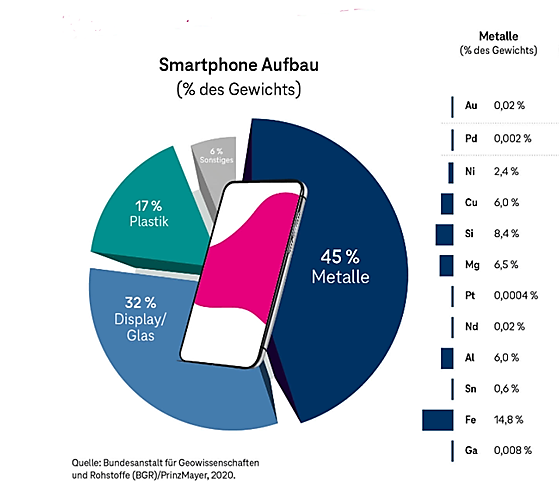 Smartphone Aufbau
(% des Gewichts)
6 %
Sonstiges
17 %
Plastik
45 %
Metalle
32 %
Display/
Glas
Quelle: Bundesanstalt für Geowissenschaften
und Rohstoffe (BGR)/PrinzMayer, 2020.
Metalle
(% des Gewichts)
Au 0,02 %
Pd 0,002 %
Ni 2,4 %
Cu 6,0 %
Si 8,4 %
Mg 6,5 %
Pt 0,0004 %
Nd 0,02 %
Al 6,0 %
Sn 0,6 %
Fe 14,8 %
Ga 0,008 %